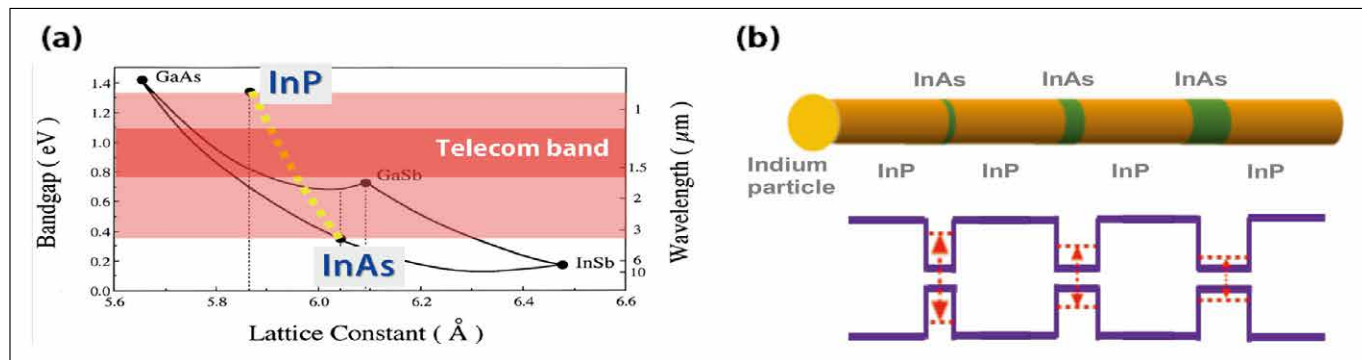 (a)
Bandgap ( eV )
1.4
1.2
1.0
0.8
0.6
0.4
0.2
0.0
GaAs
InP
Telecom band
GaSb
InAs
InSb
1
1.5
2
3
6
10
Wavelength ( μm )
5.6 5.8 6.0 6.2 6.4 6.6
Lattice Constant ( Å )
(b)
InAs InAs InAs
Indium
particle
InP InP InP InP